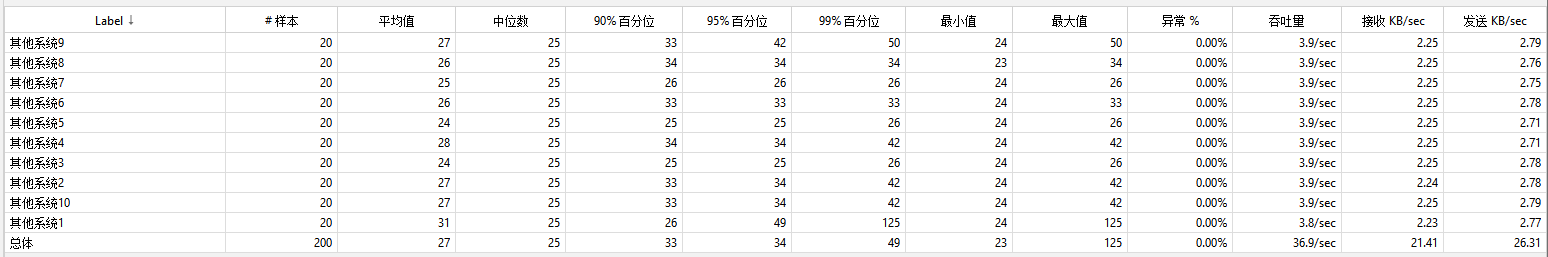 Label ↓ # 样本 平均值 中位数 90% 百分位 95% 百分位 99% 百分位 最小值 最大值 异常 % 吞吐量 接收 KB/sec 发送 KB/sec
其他系统9 20 27 25 33 42 50 24 50 0.00% 3.9/sec 2.25 2.79
其他系统8 20 26 25 34 34 34 23 34 0.00% 3.9/sec 2.25 2.76
其他系统7 20 25 25 26 26 26 24 26 0.00% 3.9/sec 2.25 2.75
其他系统6 20 26 25 33 33 33 24 33 0.00% 3.9/sec 2.25 2.78
其他系统5 20 24 25 25 25 26 24 26 0.00% 3.9/sec 2.25 2.71
其他系统4 20 28 25 34 34 42 24 42 0.00% 3.9/sec 2.25 2.71
其他系统3 20 24 25 25 25 26 24 26 0.00% 3.9/sec 2.25 2.78
其他系统2 20 27 25 33 34 42 24 42 0.00% 3.9/sec 2.24 2.78
其他系统10 20 27 25 33 34 42 24 42 0.00% 3.9/sec 2.25 2.79
其他系统1 20 31 25 26 49 125 24 125 0.00% 3.8/sec 2.23 2.77
总体 200 27 25 33 34 49 23 125 0.00% 36.9/sec 21.41 26.31